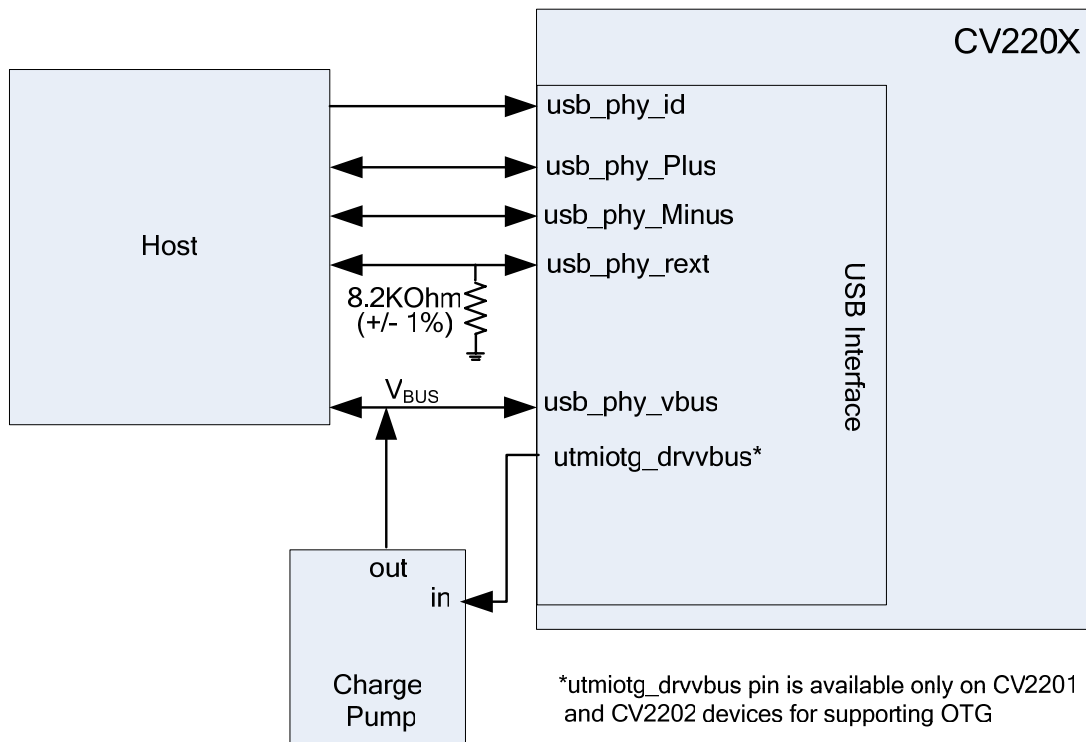 CV220X
usb_phy_id
usb_phy_Plus
usb_phy_Minus
Host
usb_phy_rext
8.2KOhm
(+/- 1%)
USB Interface
VBUS
usb_phy_vbus
utmiotg_drvvbus*
out
in
Charge
Pump
*utmiotg_drvvbus pin is available only on CV2201
and CV2202 devices for supporting OTG